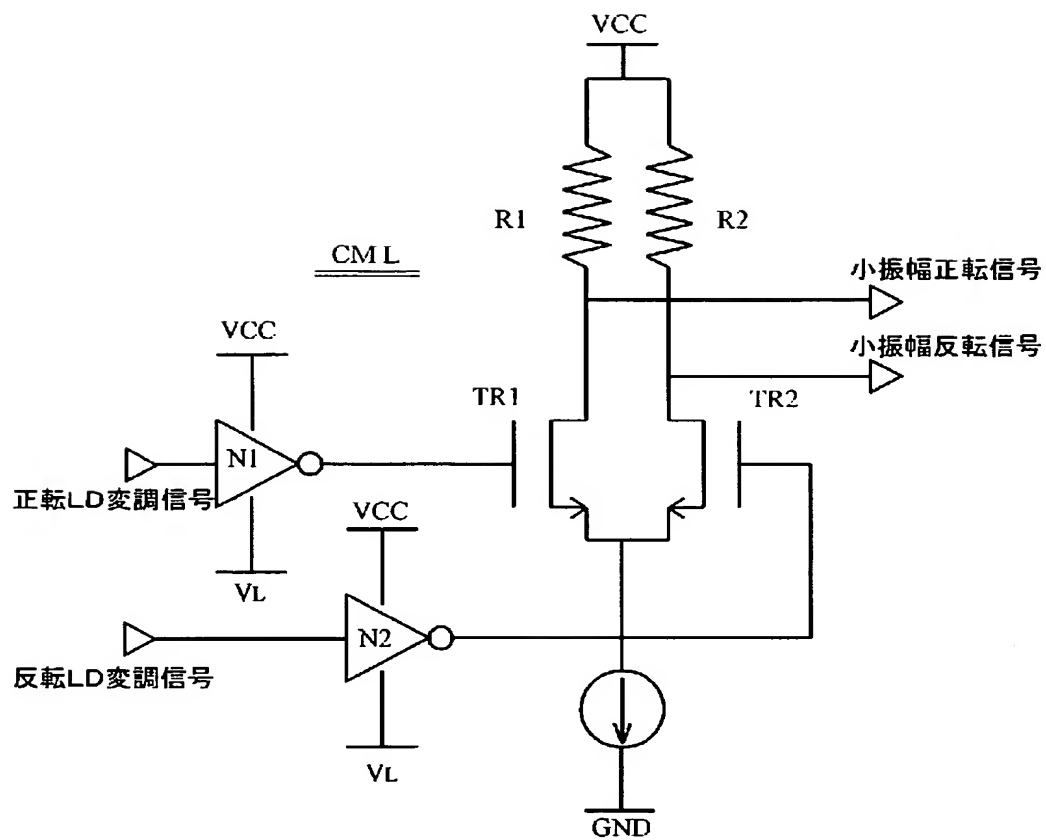 VCC
R1
R2
CML
小振幅正転信号
VCC
小振幅反転信号
TR1
TR2
N1
正転LD変調信号
VCC
VL
N2
反転LD変調信号
VL
GND